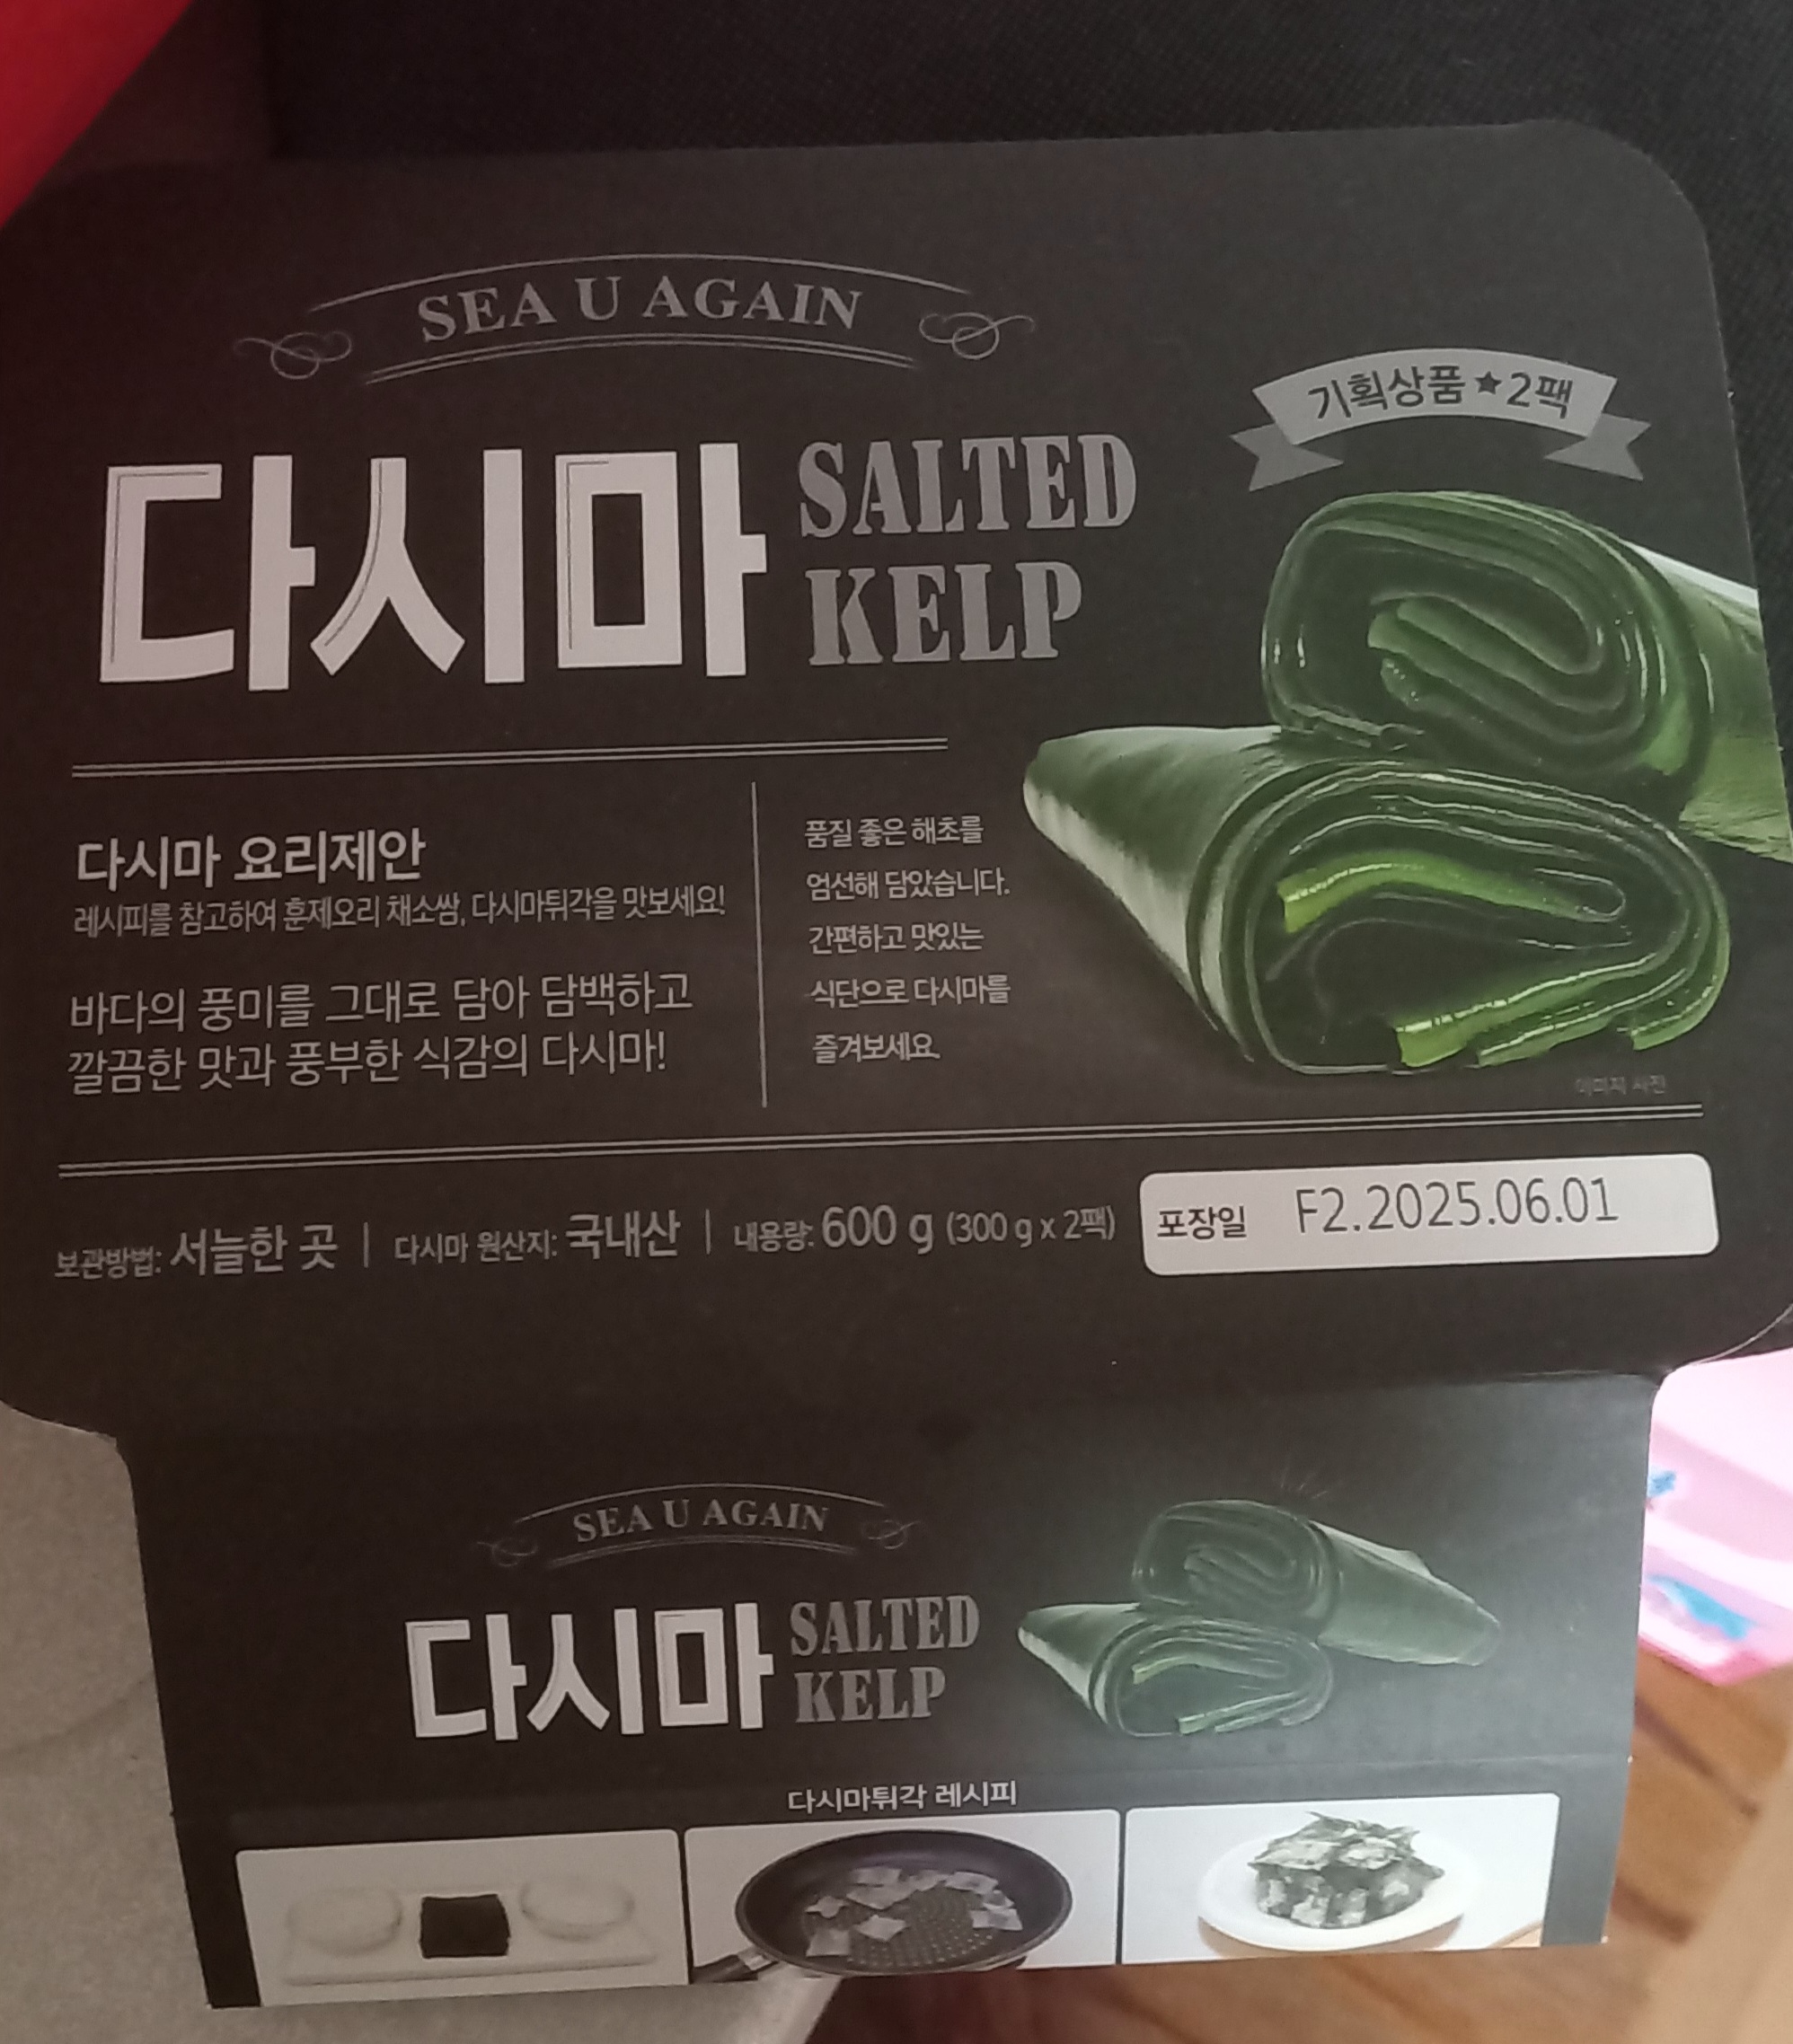 SEA U AGAIN
기획상품★2팩
다시마
SALTED
KELP
다시마 요리제안
레시피를 참고하여 훈제오리 채소쌈, 다시마튀각을 맛보세요!
바다의 풍미를 그대로 담아 담백하고
깔끔한 맛과 풍부한 식감의 다시마!
품질 좋은 해초를
엄선해 담았습니다.
간편하고 맛있는
식단으로 다시마를
즐겨보세요.
이미지 사진
보관방법: 서늘한 곳 | 다시마 원산지: 국내산 | 내용량: 600 g (300 g x 2팩)
포장일 F2.2025.06.01
SEA U AGAIN
다시마
SALTED
KELP
다시마튀각 레시피